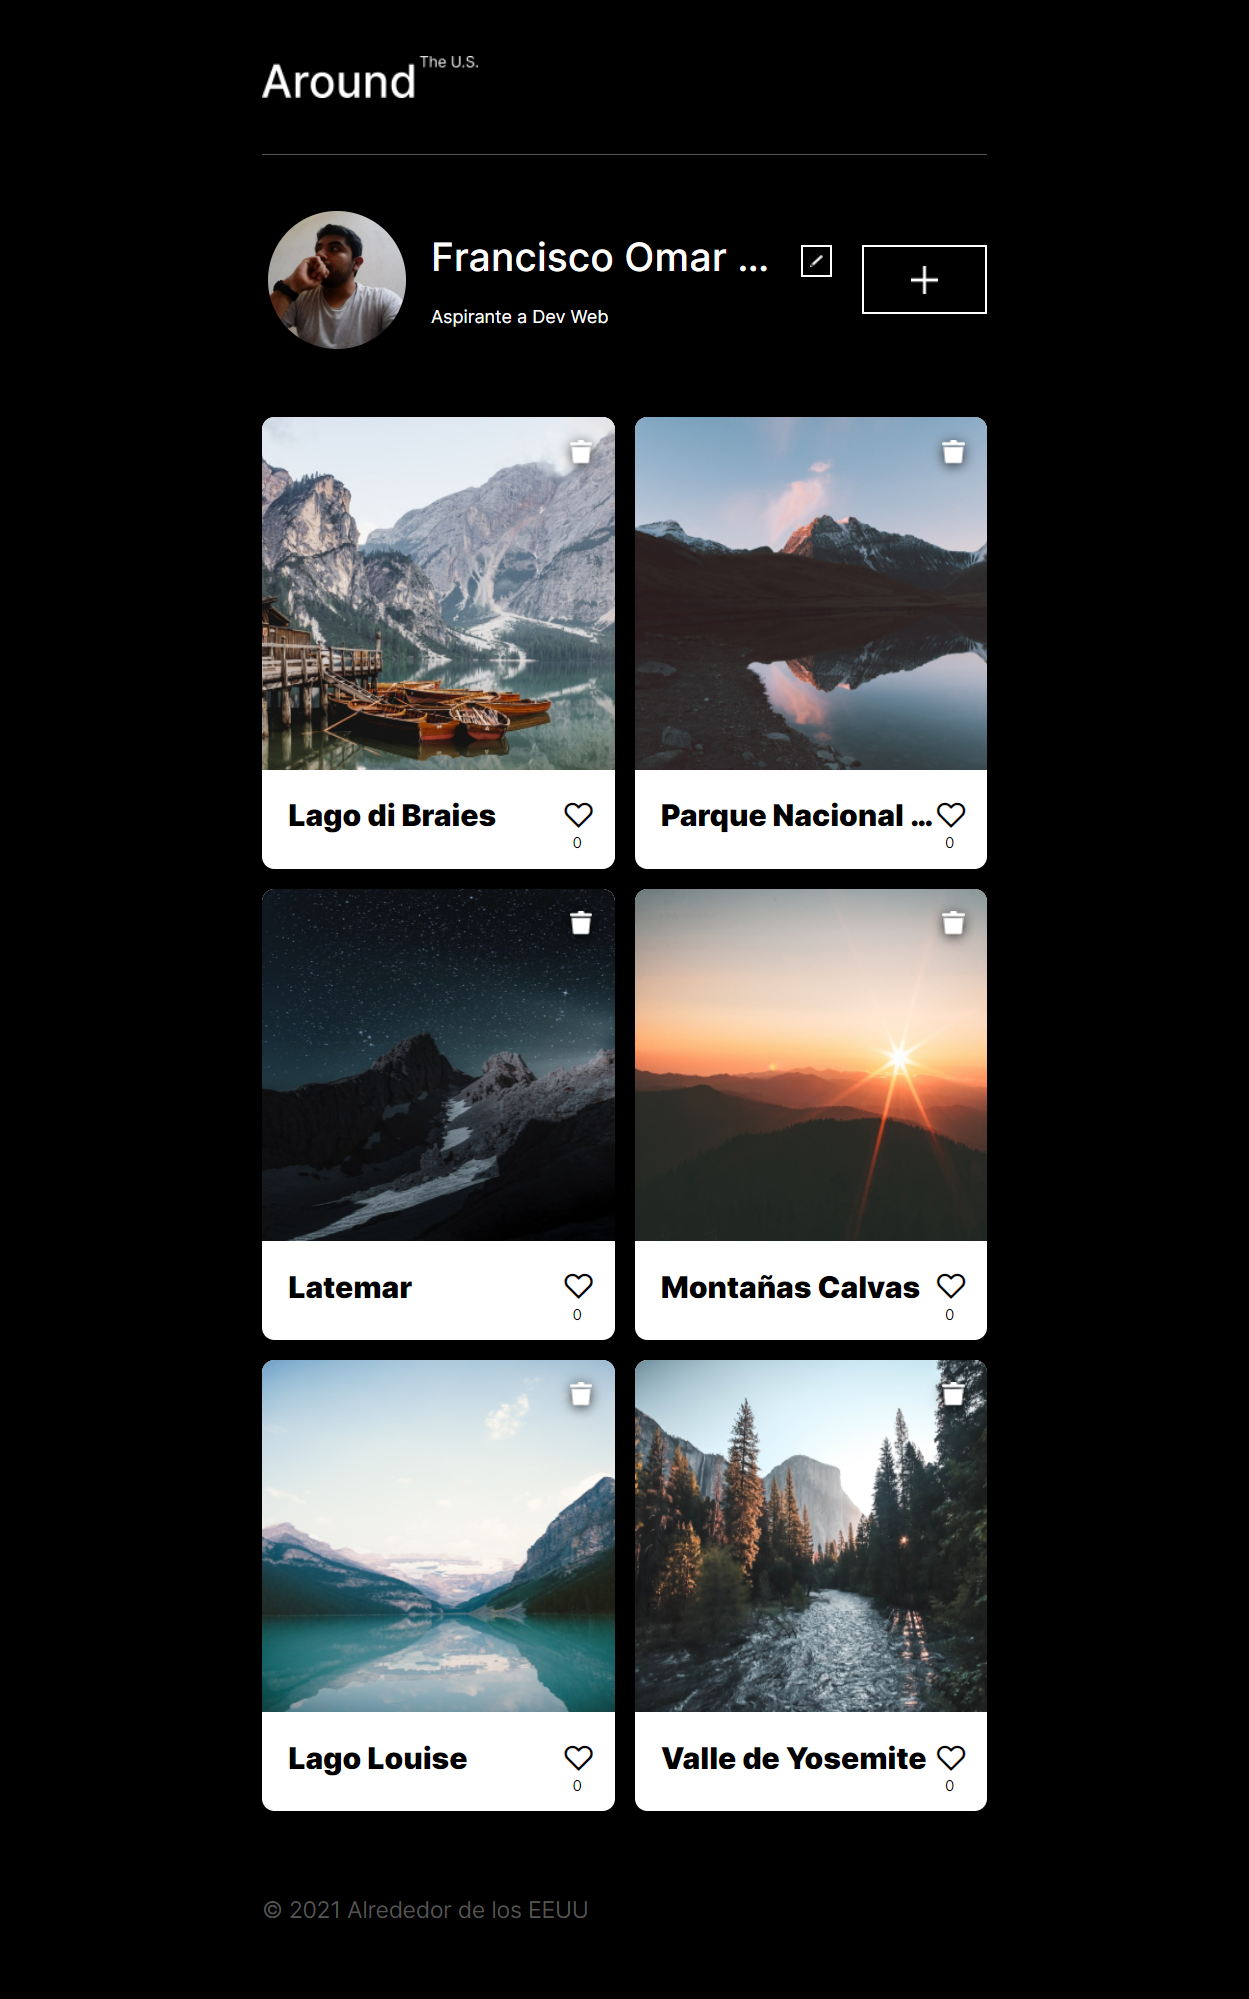 Around The U.S.
Francisco Omar ...
Aspirante a Dev Web
Lago di Braies
0
Parque Nacional ...
0
Latemar
0
Montañas Calvas
0
Lago Louise
0
Valle de Yosemite
0
© 2021 Alrededor de los EEUU